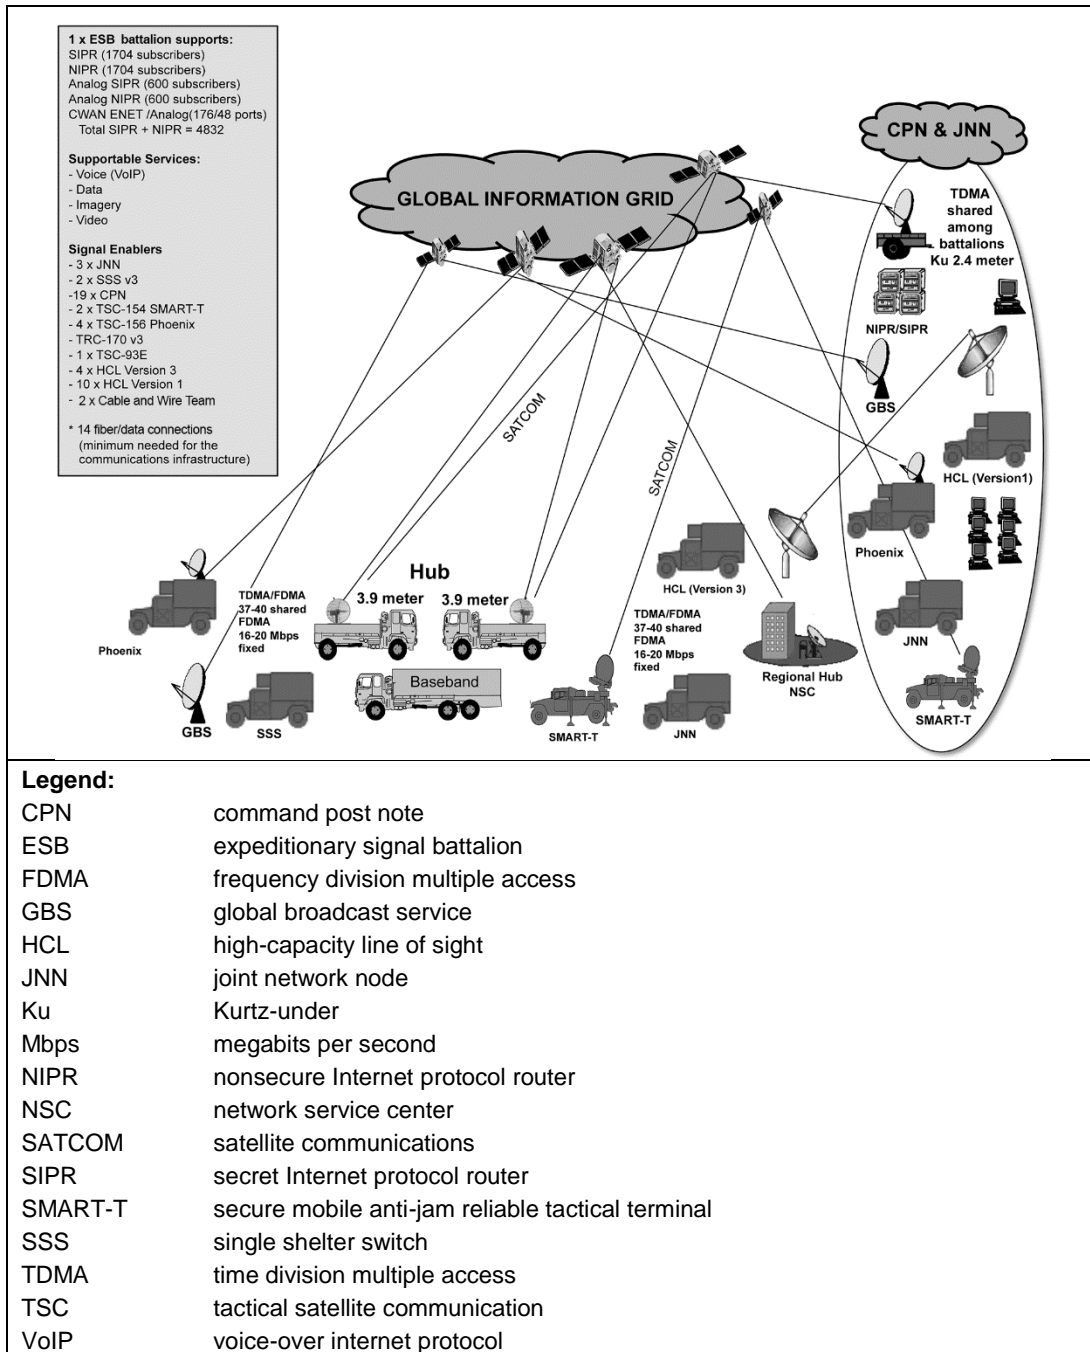 1 x ESB battalion supports:
SIPR (1704 subscribers)
NIPR (1704 subscribers)
Analog SIPR (600 subscribers)
Analog NIPR (600 subscribers)
CWAN ENET /Analog(176/48 ports)
Total SIPR + NIPR = 4832
Supportable Services:
- Voice (VoIP)
- Data
- Imagery
- Video
Signal Enablers
- 3 x JNN
- 2 x SSS v3
-19 x CPN
- 2 x TSC-154 SMART-T
- 4 x TSC-156 Phoenix
- TRC-170 v3
- 1 x TSC-93E
- 4 x HCL Version 3
- 10 x HCL Version 1
- 2 x Cable and Wire Team
* 14 fiber/data connections
(minimum needed for the
communications infrastructure)
GLOBAL INFORMATION GRID
CPN & JNN
TDMA
shared
among
battalions
Ku 2.4 meter
NIPR/SIPR
GBS
HCL (Version1)
Phoenix
JNN
SMART-T
SATCOM
SATCOM
Phoenix
GBS
SSS
TDMA/FDMA
37-40 shared
FDMA
16-20 Mbps
fixed
Hub
3.9 meter
3.9 meter
Baseband
SMART-T
HCL (Version 3)
TDMA/FDMA
37-40 shared
FDMA
16-20 Mbps
fixed
JNN
Regional Hub
NSC
Legend:
CPN command post note
ESB expeditionary signal battalion
FDMA frequency division multiple access
GBS global broadcast service
HCL high-capacity line of sight
JNN joint network node
Ku Kurtz-under
Mbps megabits per second
NIPR nonsecure Internet protocol router
NSC network service center
SATCOM satellite communications
SIPR secret Internet protocol router
SMART-T secure mobile anti-jam reliable tactical terminal
SSS single shelter switch
TDMA time division multiple access
TSC tactical satellite communication
VoIP voice-over internet protocol